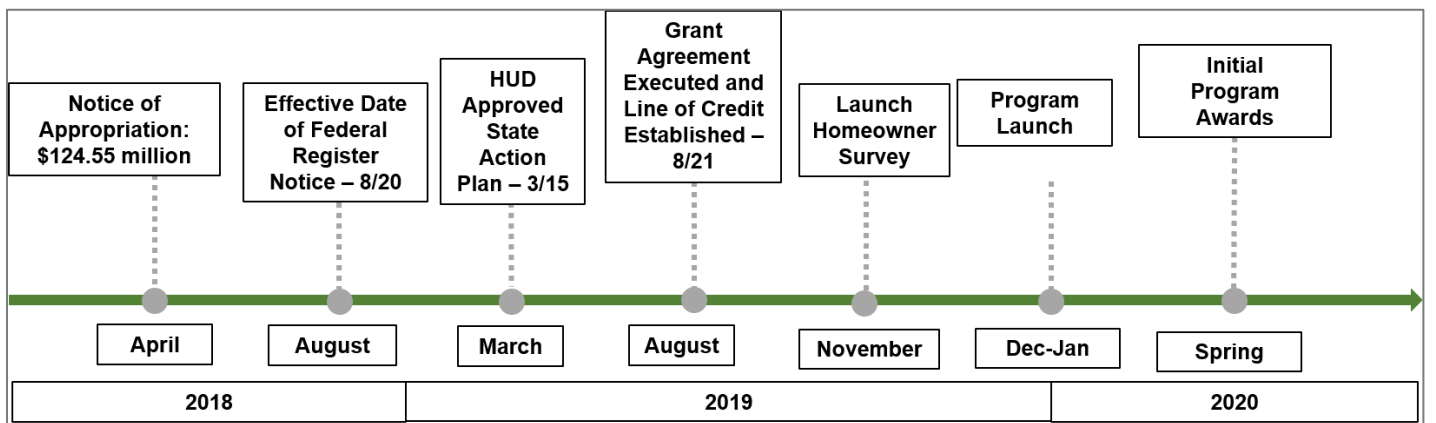 Notice of
Appropriation:
$124.55 million
Effective Date
of Federal
Register
Notice – 8/20
HUD
Approved
State
Action
Plan – 3/15
Grant
Agreement
Executed and
Line of Credit
Established –
8/21
Launch
Homeowner
Survey
Program
Launch
Initial
Program
Awards
April
August
March
August
November
Dec-Jan
Spring
2018
2019
2020